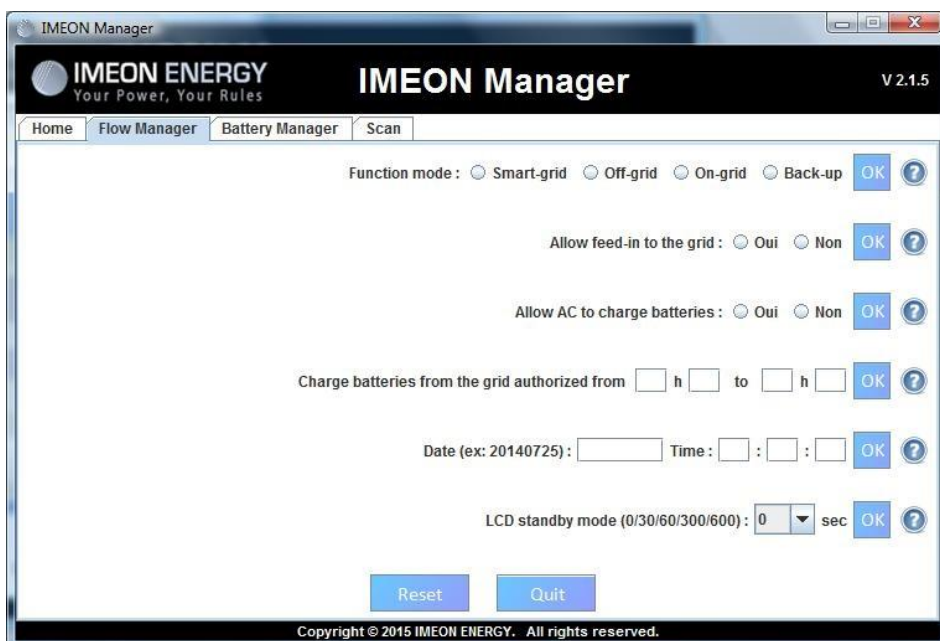 IMEON Manager
IMEON ENERGY
Your Power, Your Rules
IMEON Manager
V 2.1.5
Home Flow Manager Battery Manager Scan
Function mode : Smart-grid Off-grid On-grid Back-up OK ?
Allow feed-in to the grid : Oui Non OK ?
Allow AC to charge batteries : Oui Non OK ?
Charge batteries from the grid authorized from h to h OK ?
Date (ex: 20140725) : Time : : : OK ?
LCD standby mode (0/30/60/300/600) : 0 sec OK ?
Reset Quit
Copyright © 2015 IMEON ENERGY. All rights reserved.